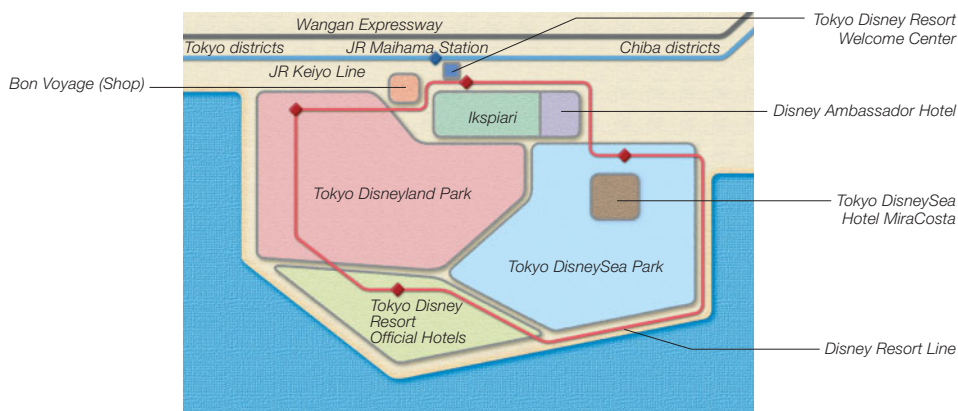 Wangan Expressway
Tokyo Disney Resort
Welcome Center
Tokyo districts
JR Maihama Station
Chiba districts
JR Keiyo Line
Bon Voyage (Shop)
Ikspiari
Disney Ambassador Hotel
Tokyo Disneyland Park
Tokyo DisneySea
Hotel MiraCosta
Tokyo DisneySea Park
Tokyo Disney
Resort
Official Hotels
Disney Resort Line